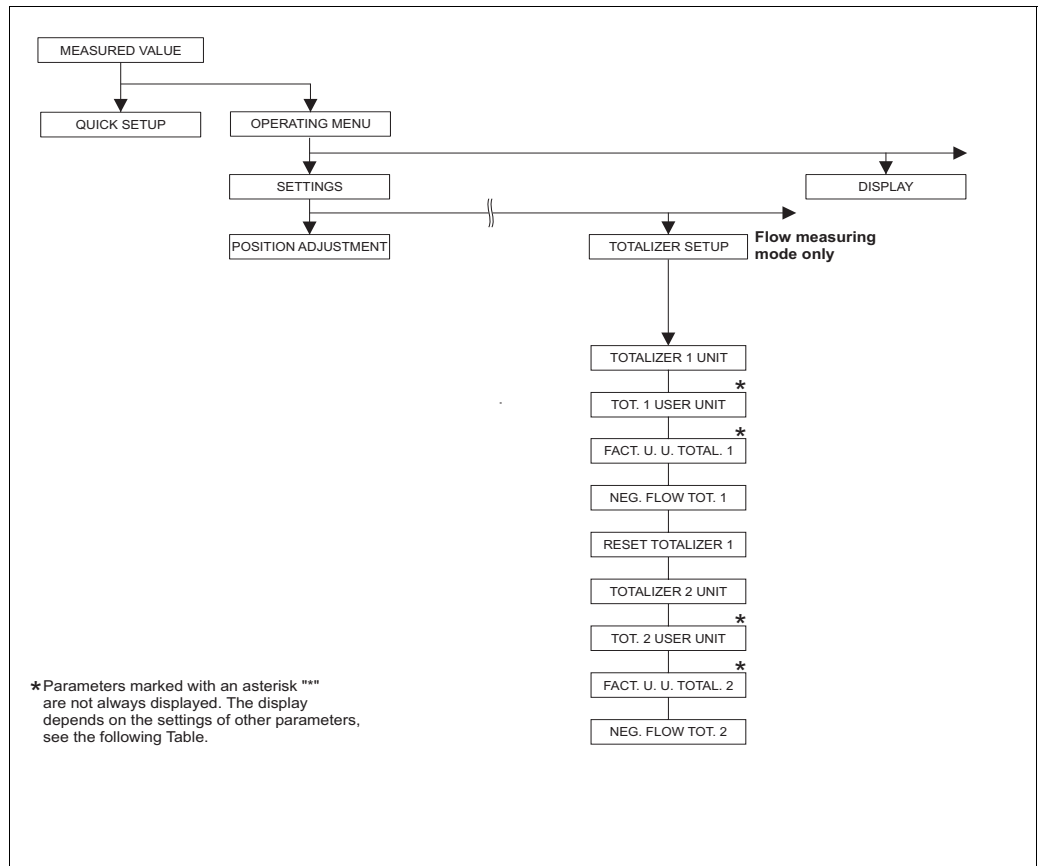 MEASURED VALUE
QUICK SETUP
OPERATING MENU
SETTINGS
DISPLAY
POSITION ADJUSTMENT
TOTALIZER SETUP
Flow measuring
mode only
TOTALIZER 1 UNIT
*
TOT. 1 USER UNIT
*
FACT. U. U. TOTAL. 1
NEG. FLOW TOT. 1
RESET TOTALIZER 1
TOTALIZER 2 UNIT
*
TOT. 2 USER UNIT
*
FACT. U. U. TOTAL. 2
NEG. FLOW TOT. 2
*Parameters marked with an asterisk "*"
are not always displayed. The display
depends on the settings of other parameters,
see the following Table.